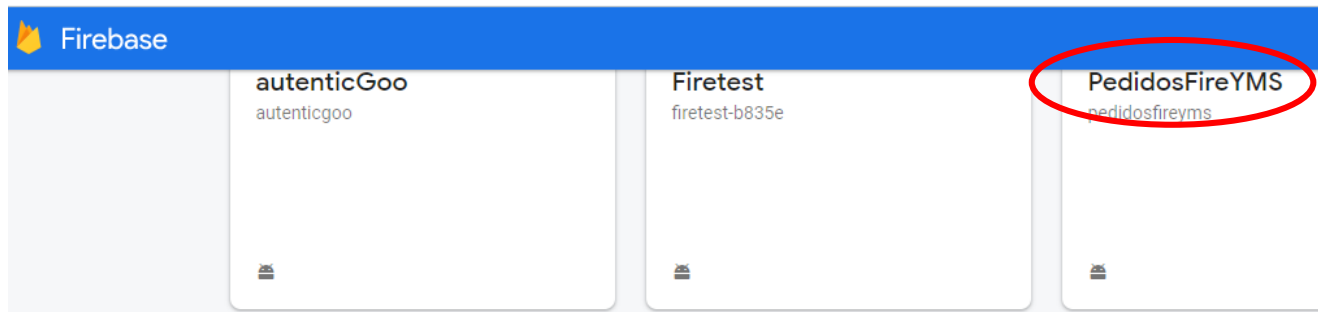 Firebase
autenticGoo
autenticgoo
Firetest
firetest-b835e
PedidosFireYMS
pedidosfireyms